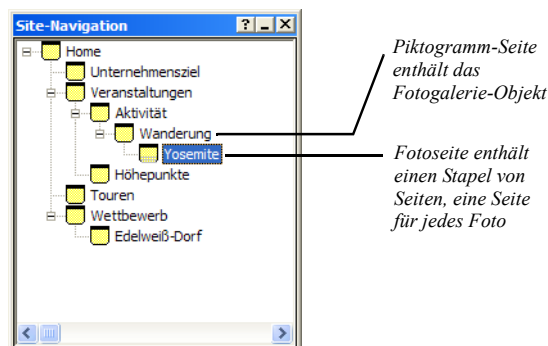 Site-Navigation
Home
Unternehmensziel
Veranstaltungen
Aktivität
Wanderung
Yosemite
Höhepunkte
Touren
Wettbewerb
Edelweiß-Dorf
Piktogramm-Seite
enthält das
Fotogalerie-Objekt
Fotoseite enthält
einen Stapel von
Seiten, eine Seite
für jedes Foto